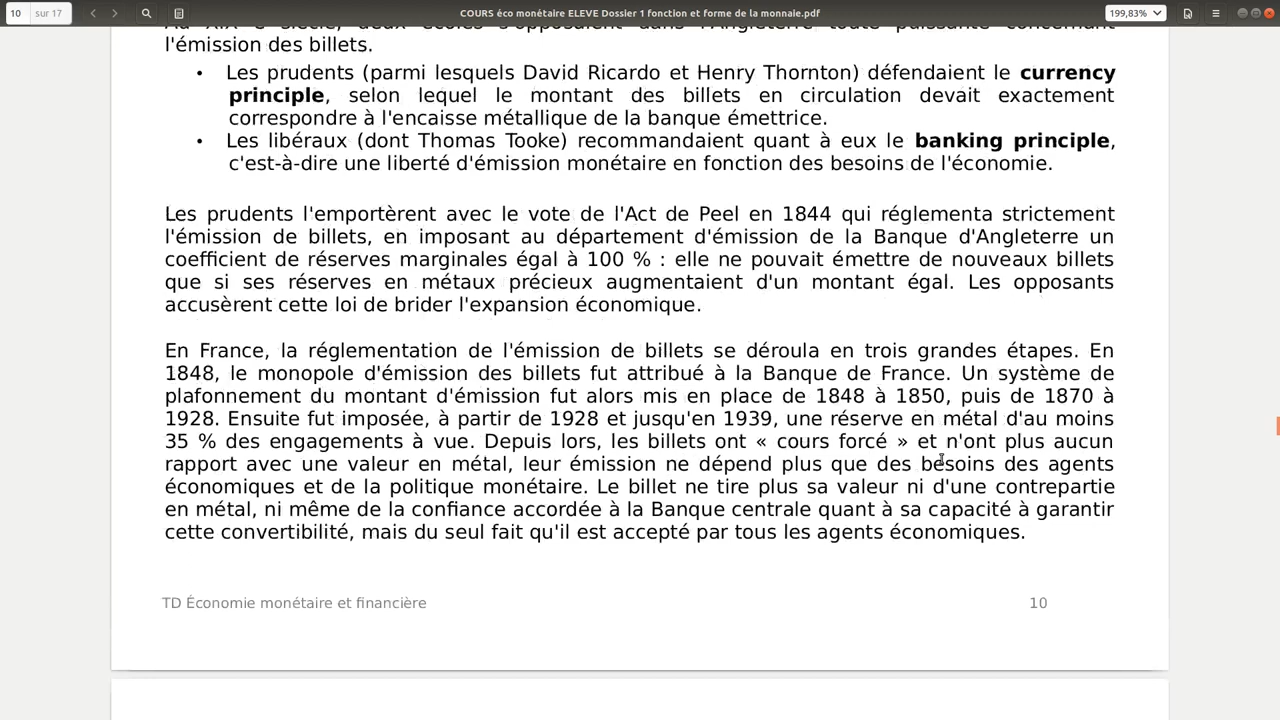 10 sur 17
COURS éco monétaire ELEVE Dossier 1 fonction et forme de la monnaie.pdf
199,83%
l'émission des billets.
• Les prudents (parmi lesquels David Ricardo et Henry Thornton) défendaient le currency
principle, selon lequel le montant des billets en circulation devait exactement
correspondre à l'encaisse métallique de la banque émettrice.
• Les libéraux (dont Thomas Tooke) recommandaient quant à eux le banking principle,
c'est-à-dire une liberté d'émission monétaire en fonction des besoins de l'économie.
Les prudents l'emportèrent avec le vote de l'Act de Peel en 1844 qui réglementa strictement
l'émission de billets, en imposant au département d'émission de la Banque d'Angleterre un
coefficient de réserves marginales égal à 100 % : elle ne pouvait émettre de nouveaux billets
que si ses réserves en métaux précieux augmentaient d'un montant égal. Les opposants
accusèrent cette loi de brider l'expansion économique.
En France, la réglementation de l'émission de billets se déroula en trois grandes étapes. En
1848, le monopole d'émission des billets fut attribué à la Banque de France. Un système de
plafonnement du montant d'émission fut alors mis en place de 1848 à 1850, puis de 1870 à
1928. Ensuite fut imposée, à partir de 1928 et jusqu'en 1939, une réserve en métal d'au moins
35 % des engagements à vue. Depuis lors, les billets ont « cours forcé » et n'ont plus aucun
rapport avec une valeur en métal, leur émission ne dépend plus que des besoins des agents
économiques et de la politique monétaire. Le billet ne tire plus sa valeur ni d'une contrepartie
en métal, ni même de la confiance accordée à la Banque centrale quant à sa capacité à garantir
cette convertibilité, mais du seul fait qu'il est accepté par tous les agents économiques.
TD Économie monétaire et financière 10